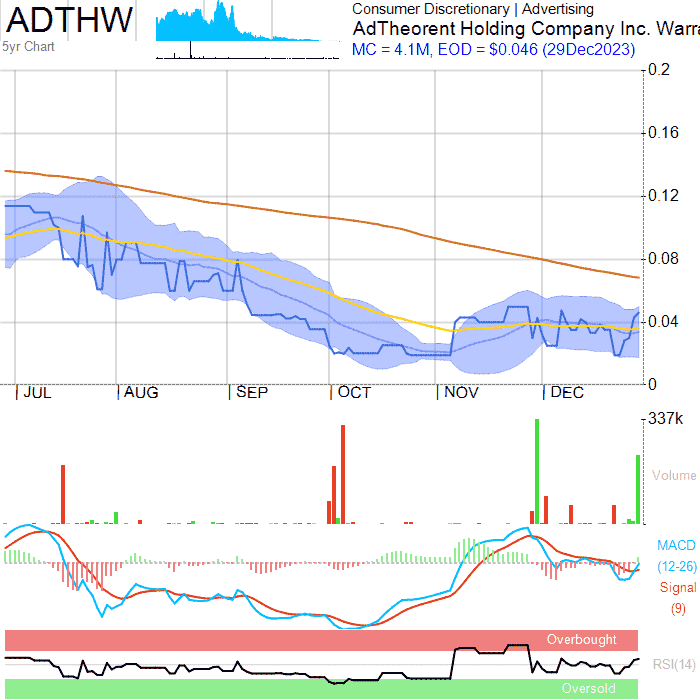 ADTHW
5yr Chart
Consumer Discretionary | Advertising
AdTheorent Holding Company Inc. Warra
MC = 4.1M, EOD = $0.046 (29Dec2023)
0.2
0.16
0.12
0.08
0.04
0
JUL AUG SEP OCT NOV DEC
337k
Volume
MACD
(12-26)
Signal
(9)
Overbought
RSI(14)
Oversold